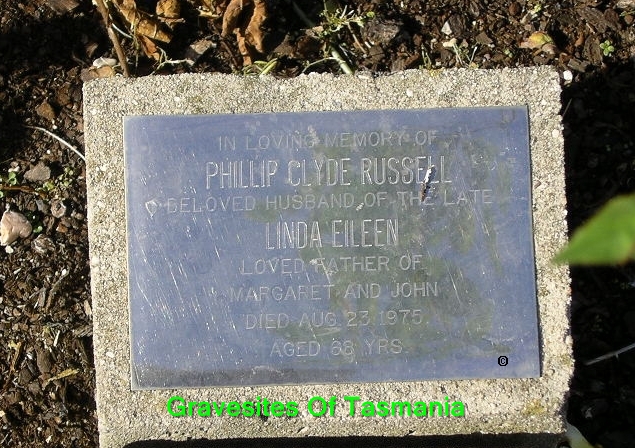 IN LOVING MEMORY OF
PHILLIP CLYDE RUSSELL
BELOVED HUSBAND OF THE LATE
LINDA EILEEN
LOVED FATHER OF
MARGARET AND JOHN
DIED AUG 23 1975
AGED 68 YRS.
©
Gravesites Of Tasmania